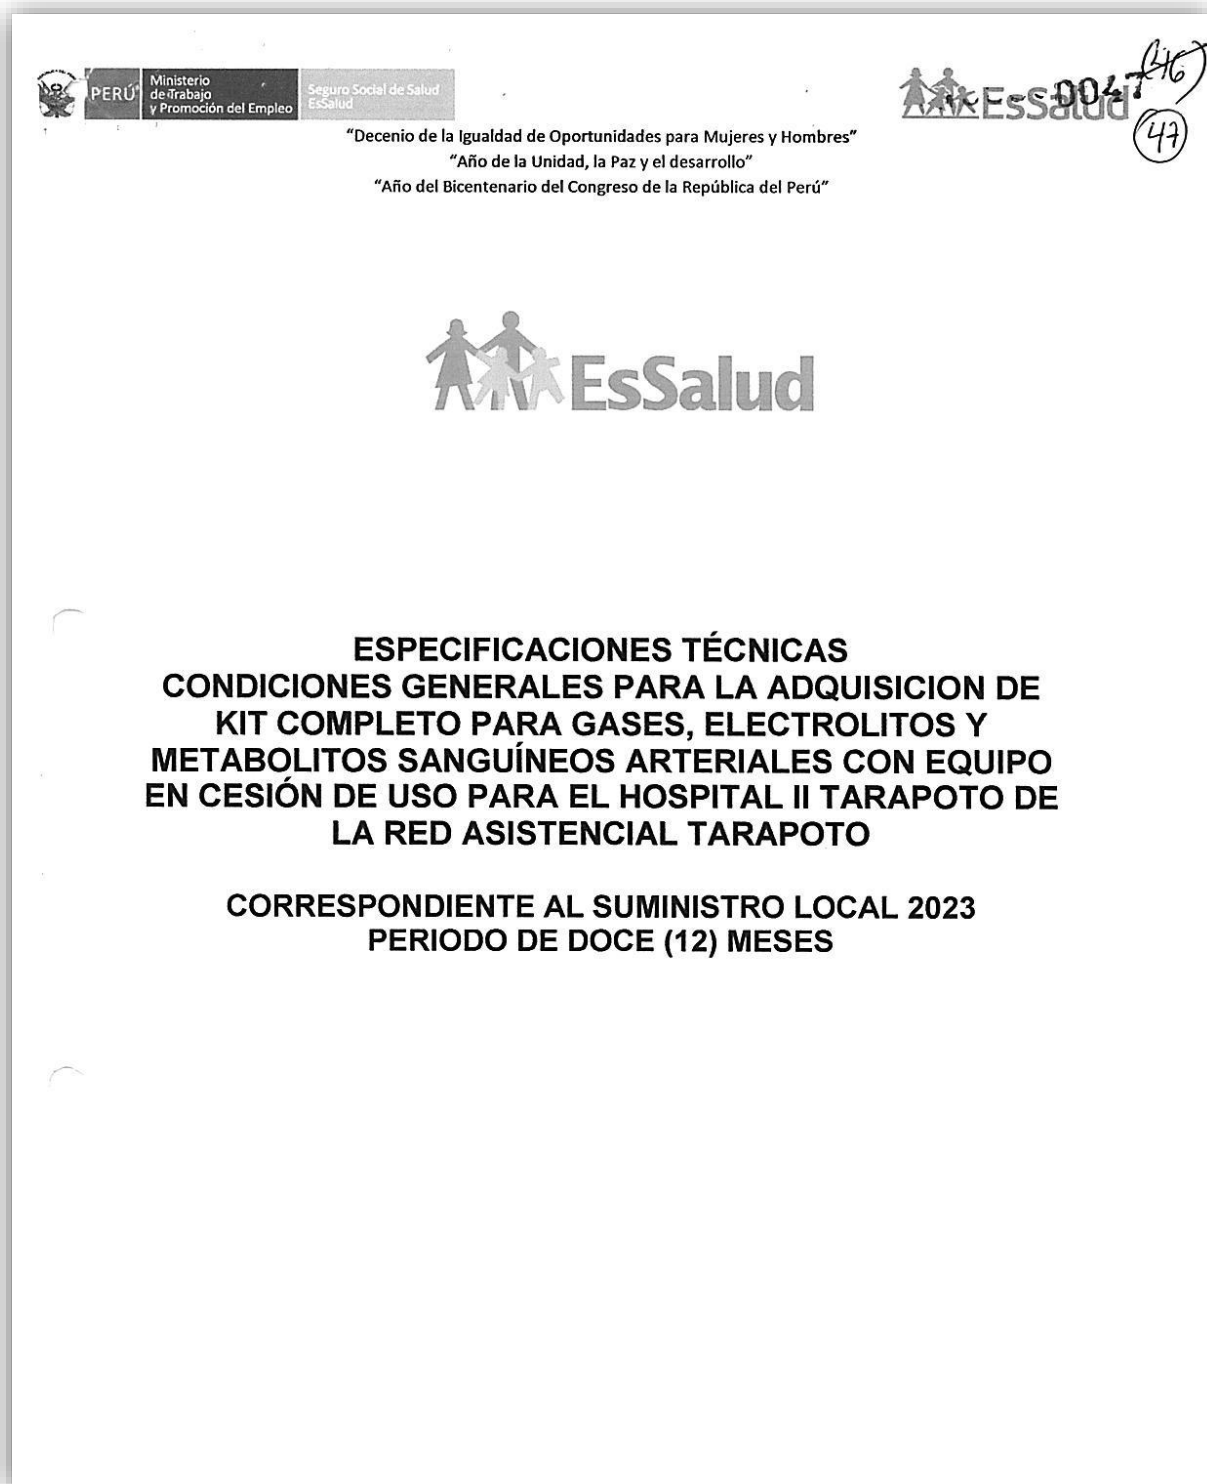 PERÚ
Ministerio
de Trabajo
y Promoción del Empleo
Seguro Social de Salud
EsSalud
EsSalud
0047
46
47
"Decenio de la Igualdad de Oportunidades para Mujeres y Hombres"
"Año de la Unidad, la Paz y el desarrollo"
"Año del Bicentenario del Congreso de la República del Perú"
EsSalud
ESPECIFICACIONES TÉCNICAS
CONDICIONES GENERALES PARA LA ADQUISICION DE
KIT COMPLETO PARA GASES, ELECTROLITOS Y
METABOLITOS SANGUÍNEOS ARTERIALES CON EQUIPO
EN CESIÓN DE USO PARA EL HOSPITAL II TARAPOTO DE
LA RED ASISTENCIAL TARAPOTO
CORRESPONDIENTE AL SUMINISTRO LOCAL 2023
PERIODO DE DOCE (12) MESES